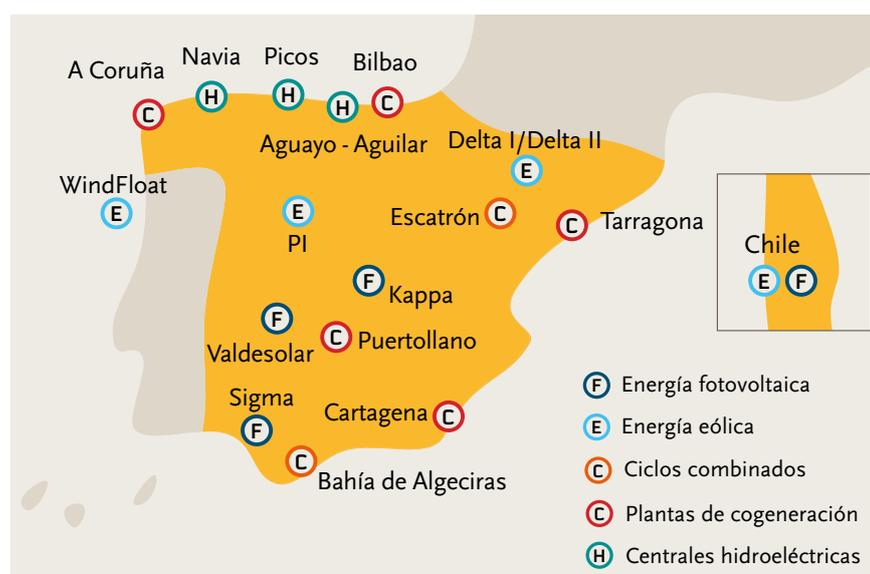 Navia
Picos
Bilbao
A Coruña
H
H
H
C
C
Aguayo - Aguilar
Delta I/Delta II
E
WindFloat
E
E
PI
Escatrón
C
C
Tarragona
Chile
E
F
F
Kappa
F
Valdesolar
C
Puertollano
Sigma
F
Cartagena
C
C
Bahía de Algeciras
F Energía fotovoltaica
E Energía eólica
C Ciclos combinados
C Plantas de cogeneración
H Centrales hidroeléctricas